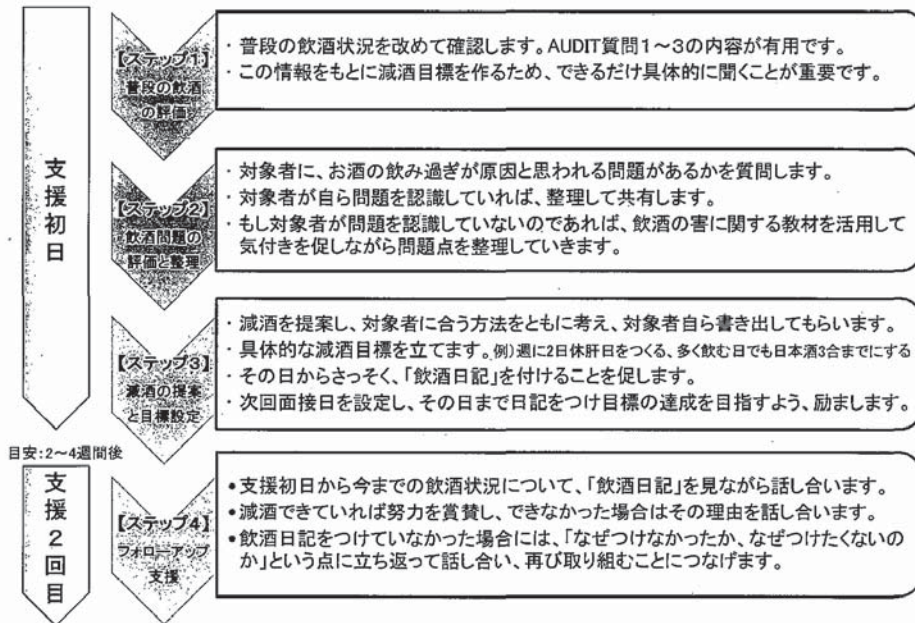 支援初日
【ステップ1】
普段の飲酒
の評価
・普段の飲酒状況を改めて確認します。AUDIT質問1~3の内容が有用です。
・この情報をもとに減酒目標を作るため、できるだけ具体的に聞くことが重要です。
【ステップ2】
飲酒問題の
評価と整理
・対象者に、お酒の飲み過ぎが原因と思われる問題があるかを質問します。
・対象者が自ら問題を認識していれば、整理して共有します。
・もし対象者が問題を認識していないのであれば、飲酒の害に関する教材を活用して
気付きを促しながら問題点を整理していきます。
【ステップ3】
減酒の提案
と目標設定
・減酒を提案し、対象者に合う方法をともに考え、対象者自ら書き出してもらいます。
・具体的な減酒目標を立てます。例)週に2日休肝日をつくる、多く飲む日でも日本酒3合までにする
・その日からさっそく、「飲酒日記」を付けることを促します。
・次回面接日を設定し、その日まで日記をつけ目標の達成を目指すよう、励まします。
目安:2~4週間後
支援2回目
【ステップ4】
フォローアップ
支援
•支援初日から今までの飲酒状況について、「飲酒日記」を見ながら話し合います。
•減酒できていれば努力を賞賛し、できなかった場合はその理由を話し合います。
•飲酒日記をつけていなかった場合には、「なぜつけなかったか、なぜつけたくないの
か」という点に立ち返って話し合い、再び取り組むことにつなげます。